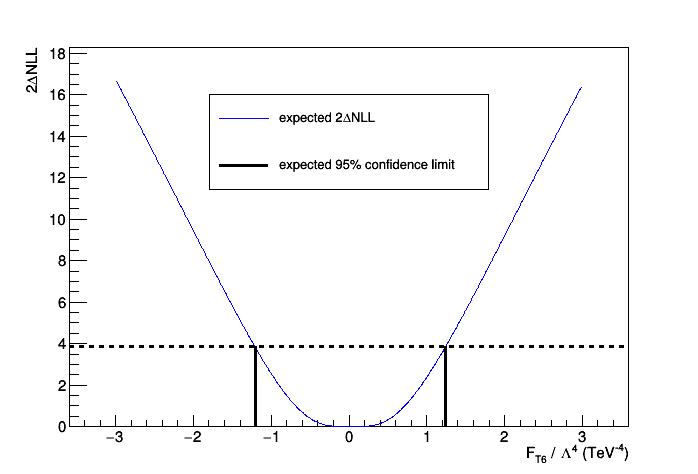 2ΔNLL
18
16
14
12
10
8
6
4
2
0
expected 2ΔNLL
expected 95% confidence limit
−3 −2 −1 0 1 2 3
F_T6 / Λ^4 (TeV^-4)